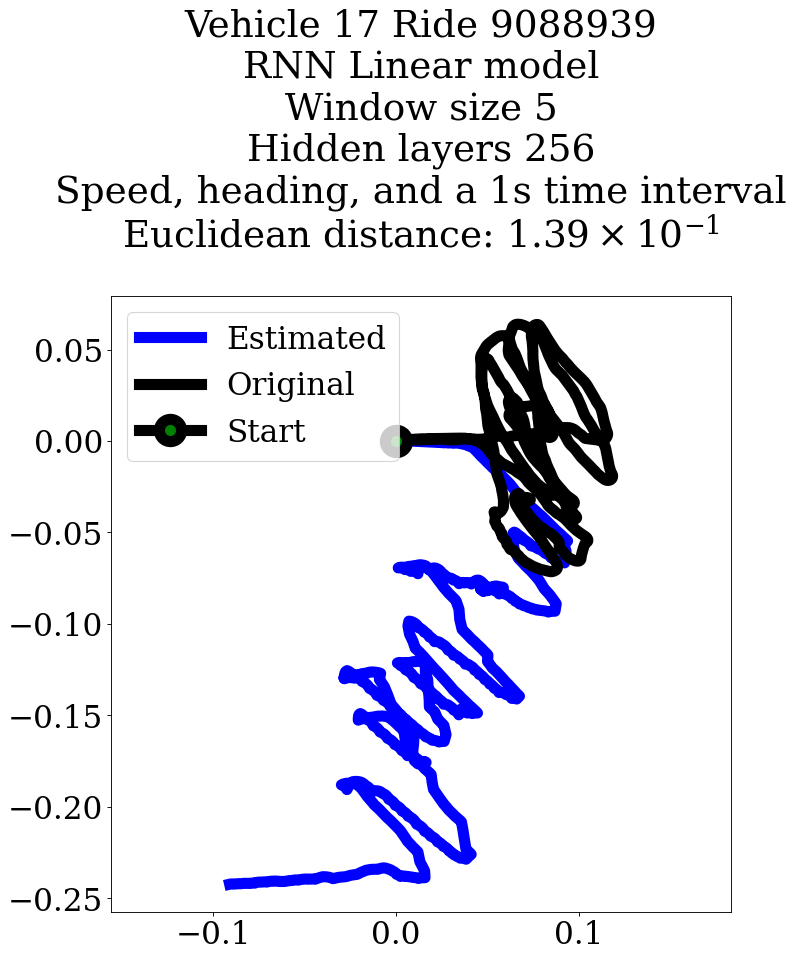 Vehicle 17 Ride 9088939
RNN Linear model
Window size 5
Hidden layers 256
Speed, heading, and a 1s time interval
Euclidean distance: 1.39 × 10⁻¹
Estimated
Original
Start
0.05
0.00
−0.05
−0.10
−0.15
−0.20
−0.25
−0.1
0.0
0.1